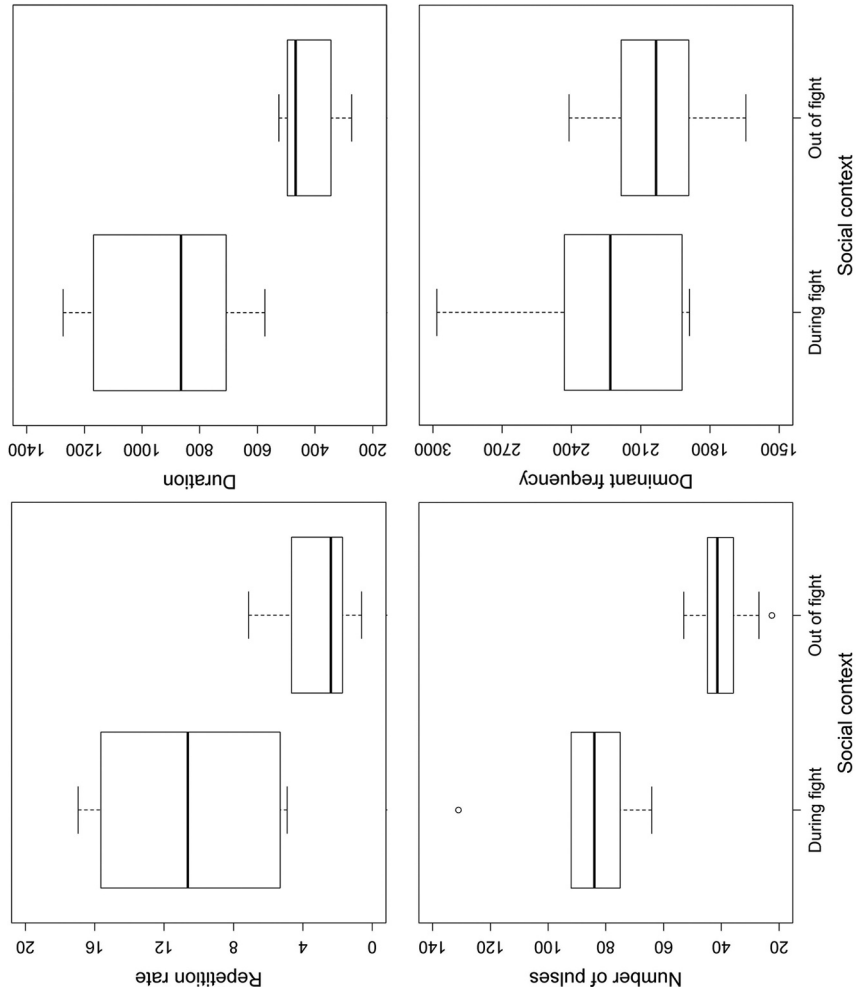 1400
1200
1000
800
600
400
200
Duration
3000
2700
2400
2100
1800
1500
Dominant frequency
During fight
Out of fight
Social context
20
16
12
8
4
0
Repetition rate
140
120
100
80
60
40
20
Number of pulses
During fight
Out of fight
Social context